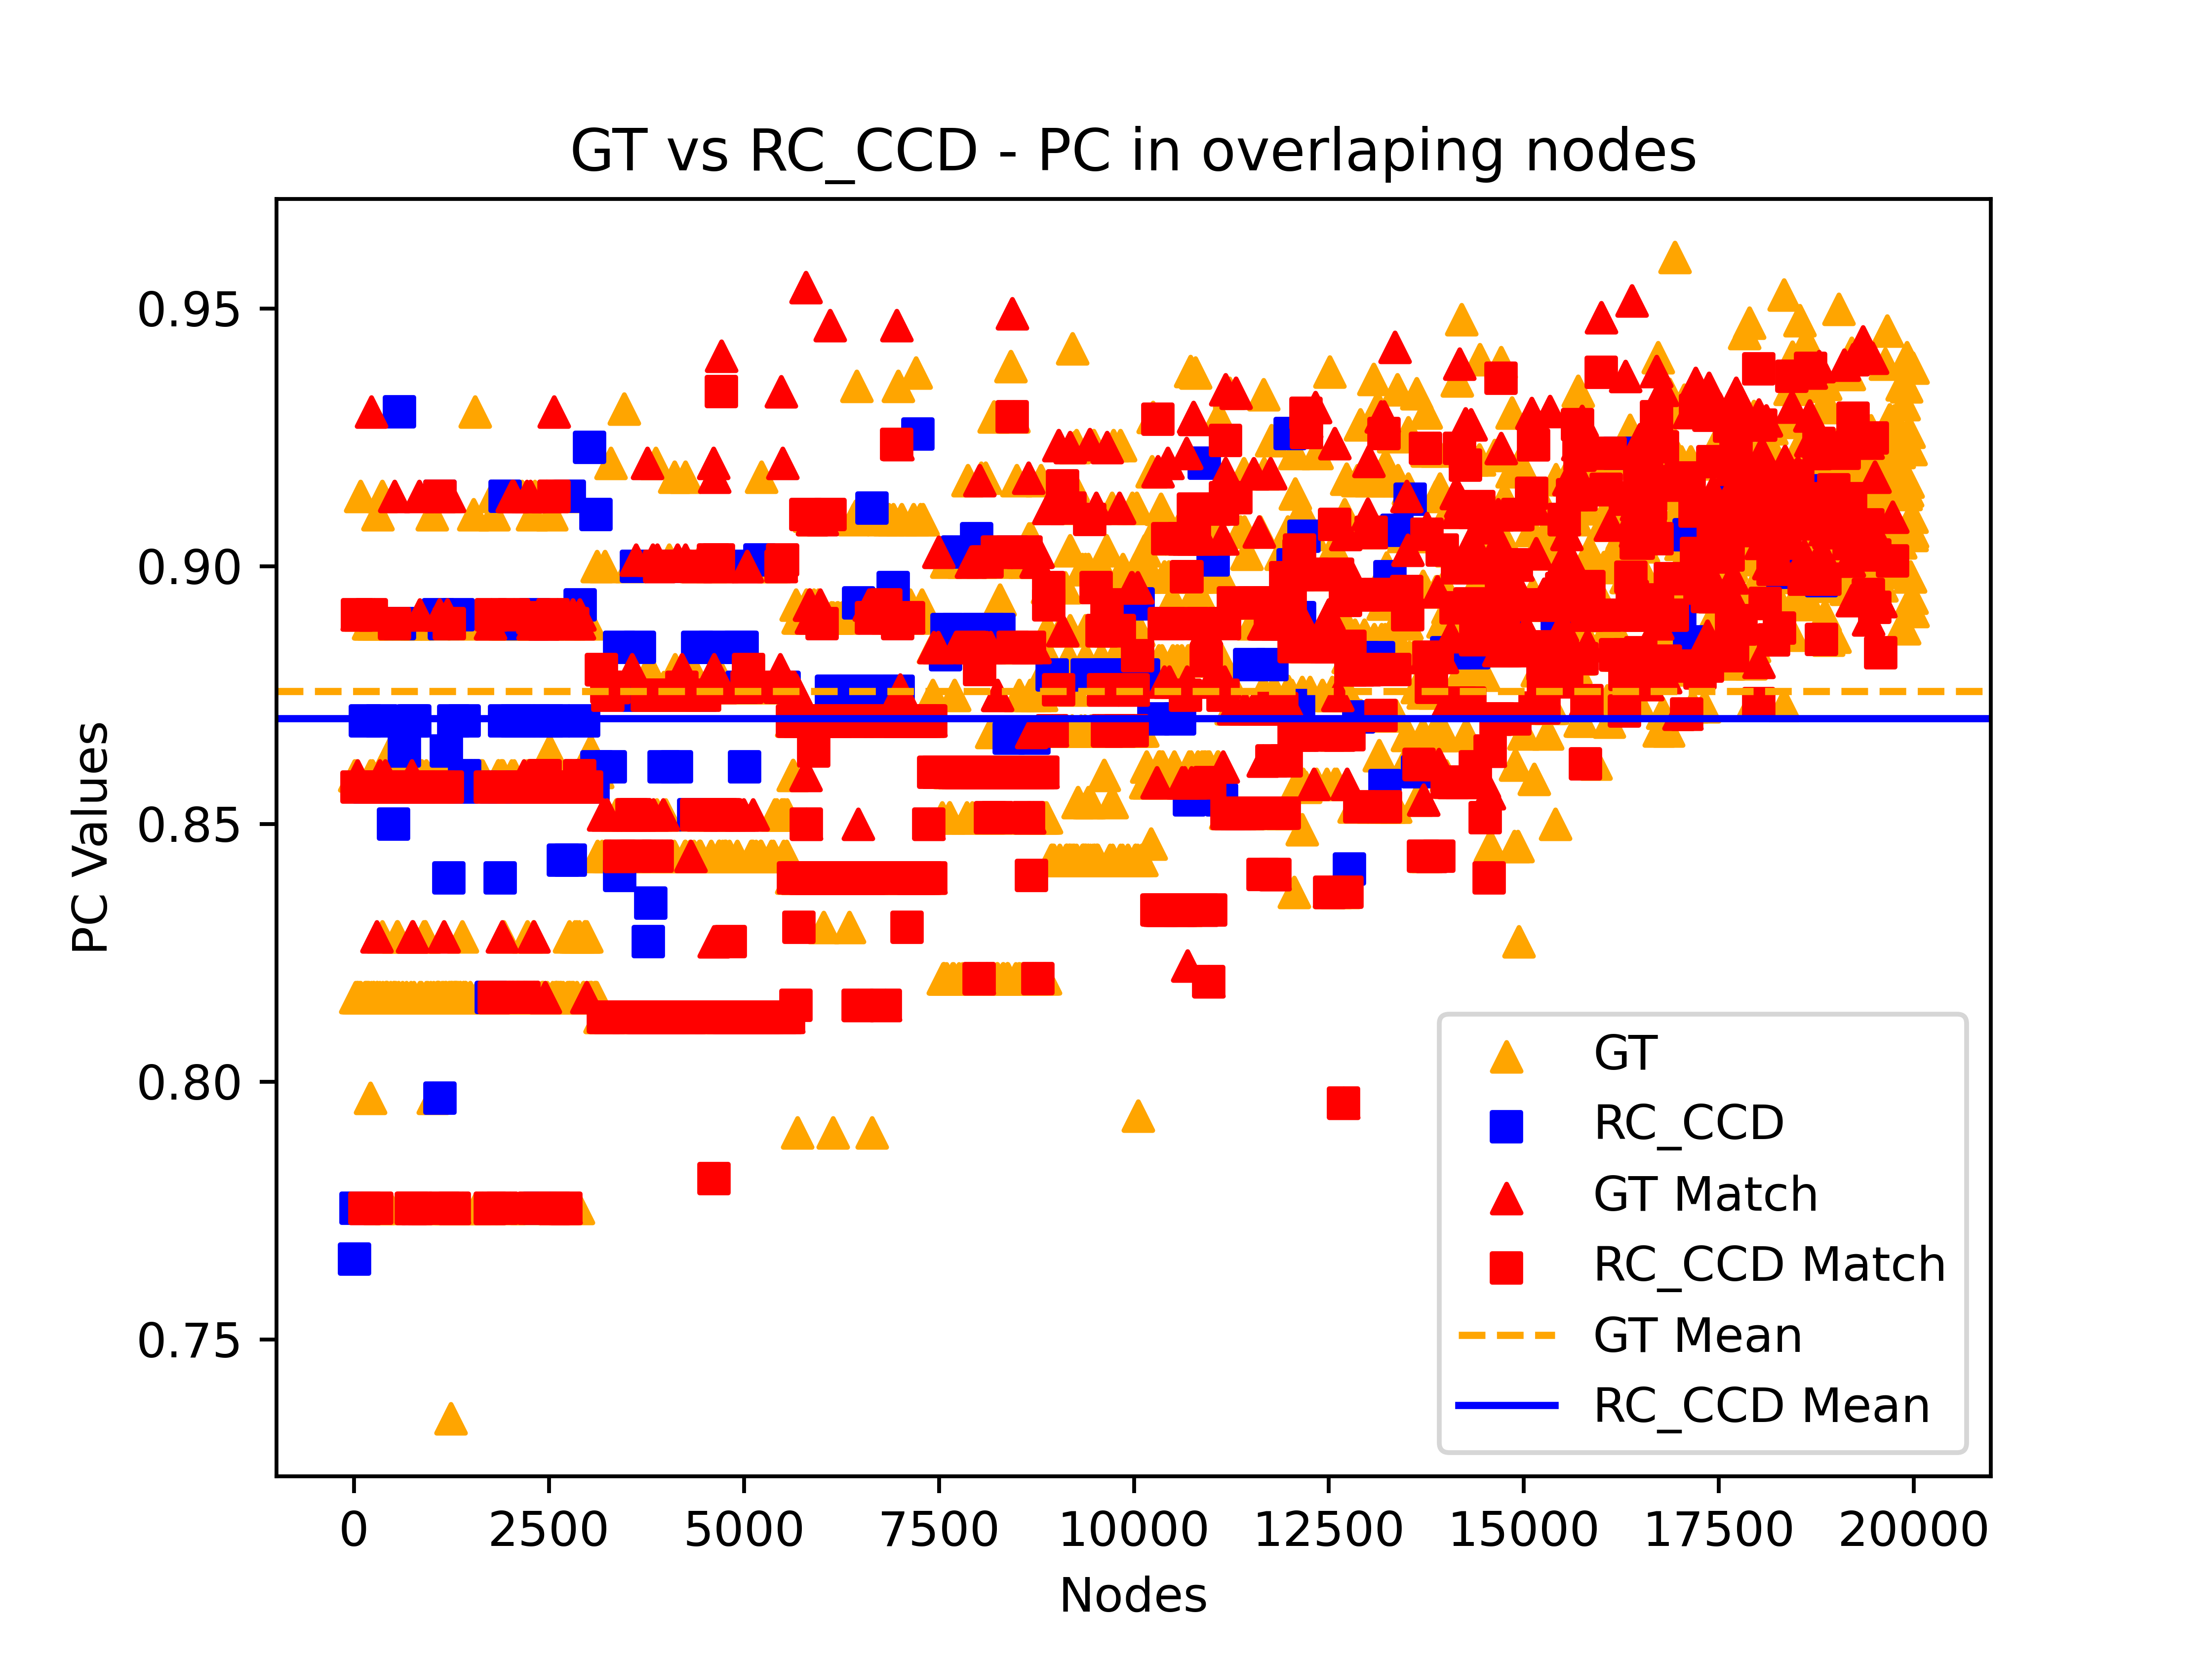 GT vs RC_CCD - PC in overlaping nodes
PC Values
0.95
0.90
0.85
0.80
0.75
GT
RC_CCD
GT Match
RC_CCD Match
GT Mean
RC_CCD Mean
0 2500 5000 7500 10000 12500 15000 17500 20000
Nodes